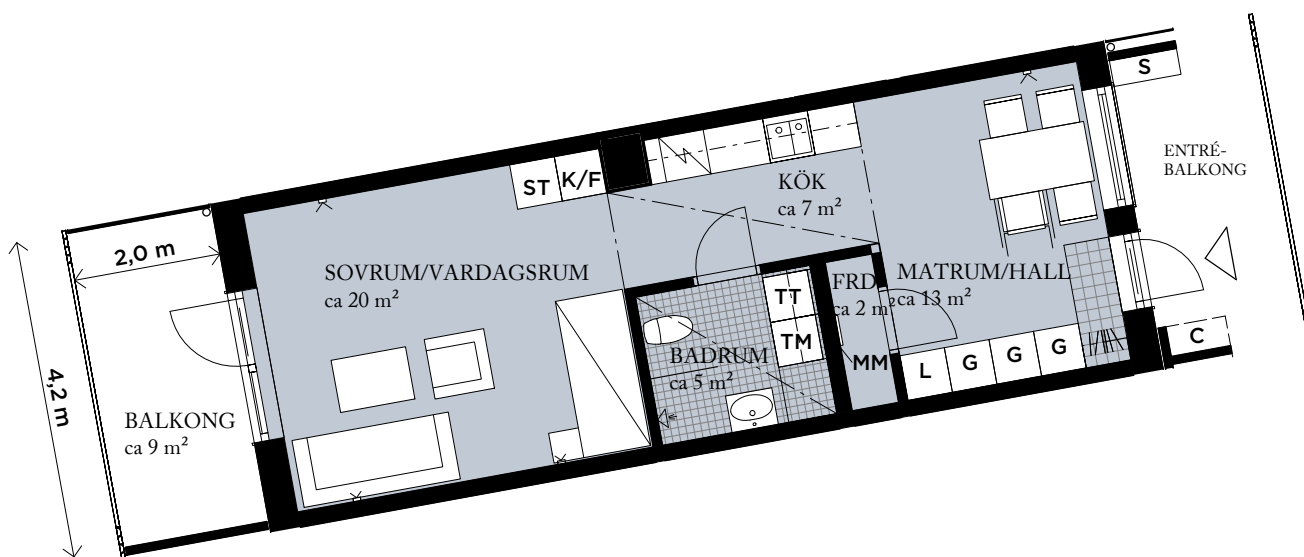 S
ENTRÉ-
BALKONG
ST
K/F
KÖK
ca 7 m²
2,0 m
SOVRUM/VARDAGSRUM
ca 20 m²
FRD
ca 2 m²
MATRUM/HALL
ca 13 m²
TT
TM
BADRUM
ca 5 m²
MM
L
G
G
G
C
4,2 m
BALKONG
ca 9 m²